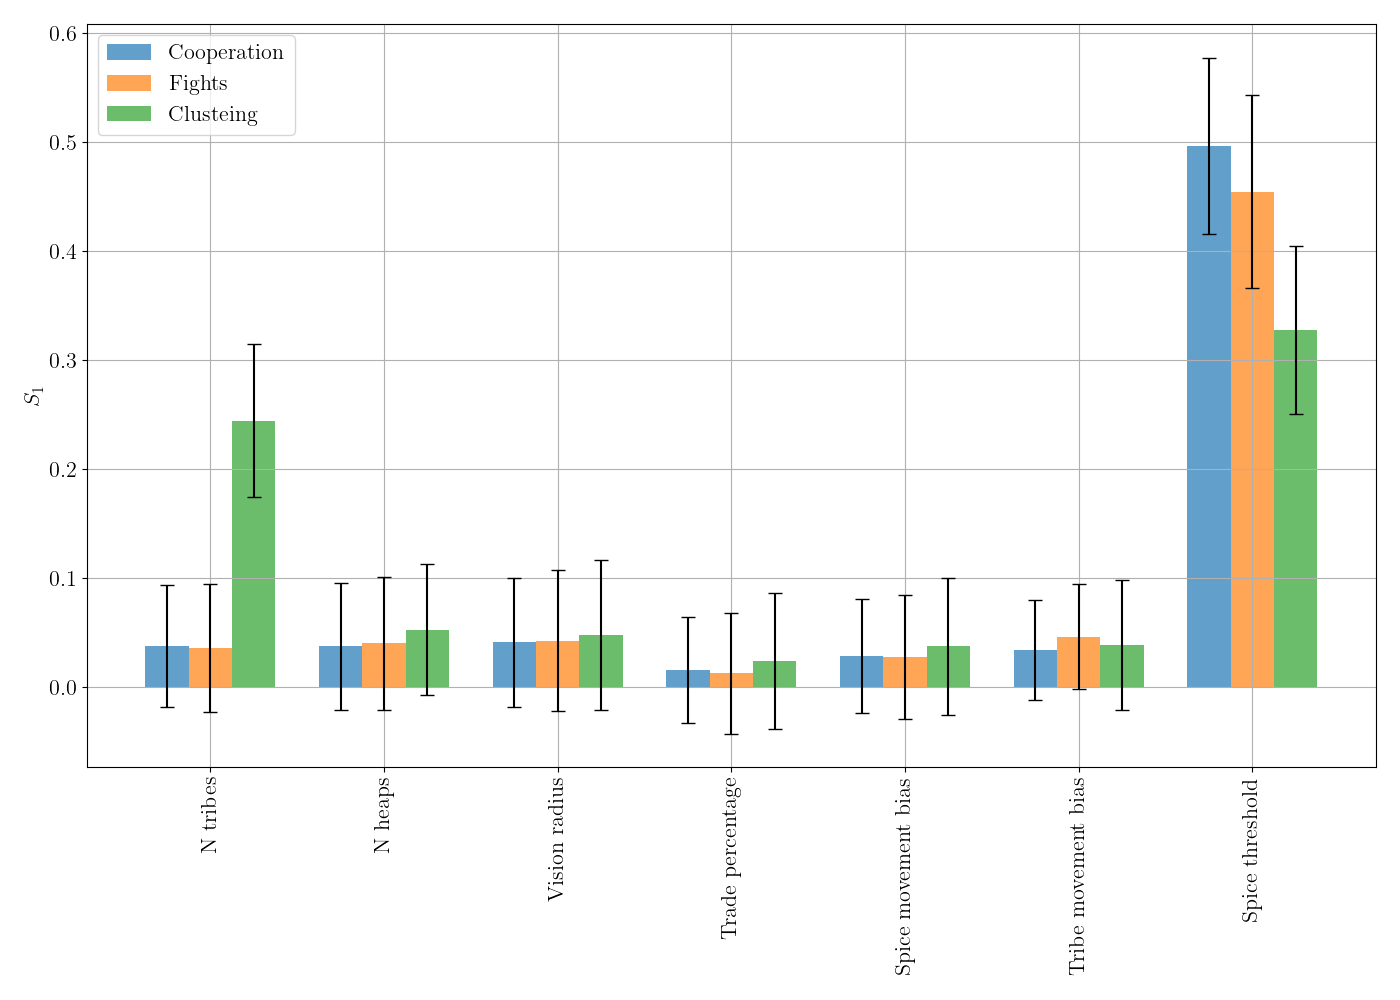 0.6
0.5
0.4
0.3
0.2
0.1
0.0
S1
Cooperation
Fights
Clusteing
N tribes
N heaps
Vision radius
Trade percentage
Spice movement bias
Tribe movement bias
Spice threshold